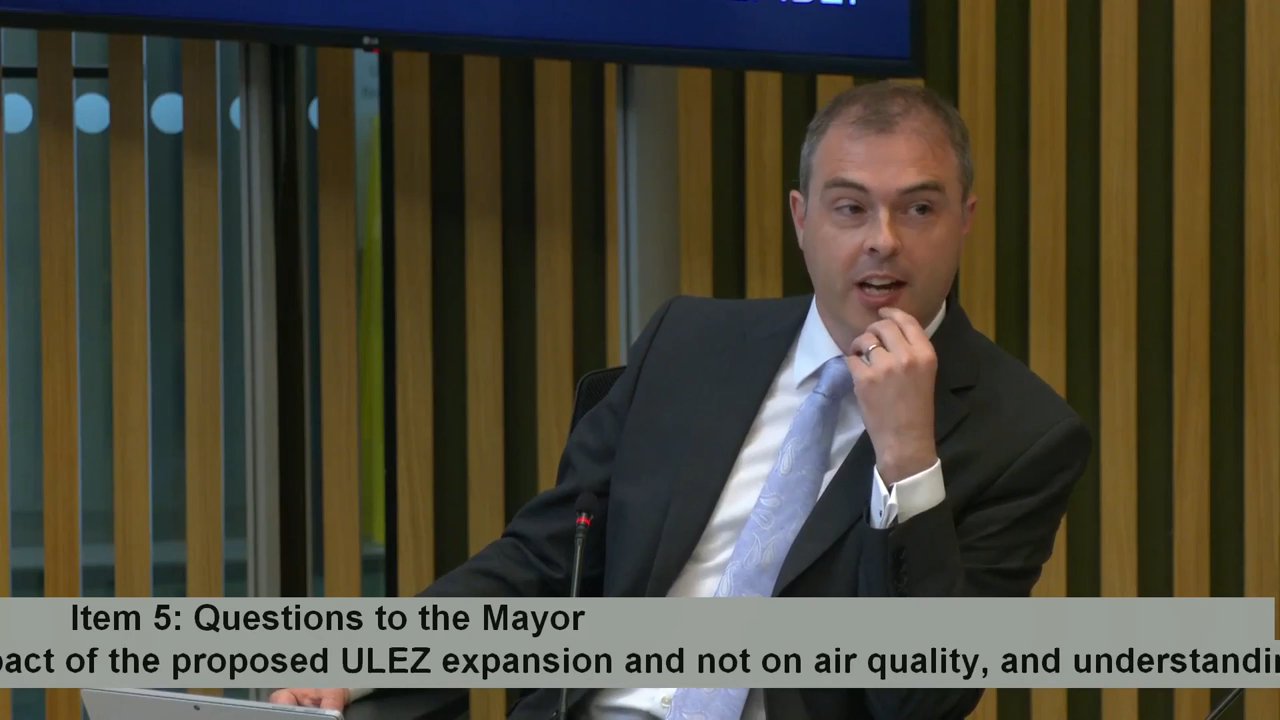 LG
Item 5: Questions to the Mayor
pact of the proposed ULEZ expansion and not on air quality, and understandin